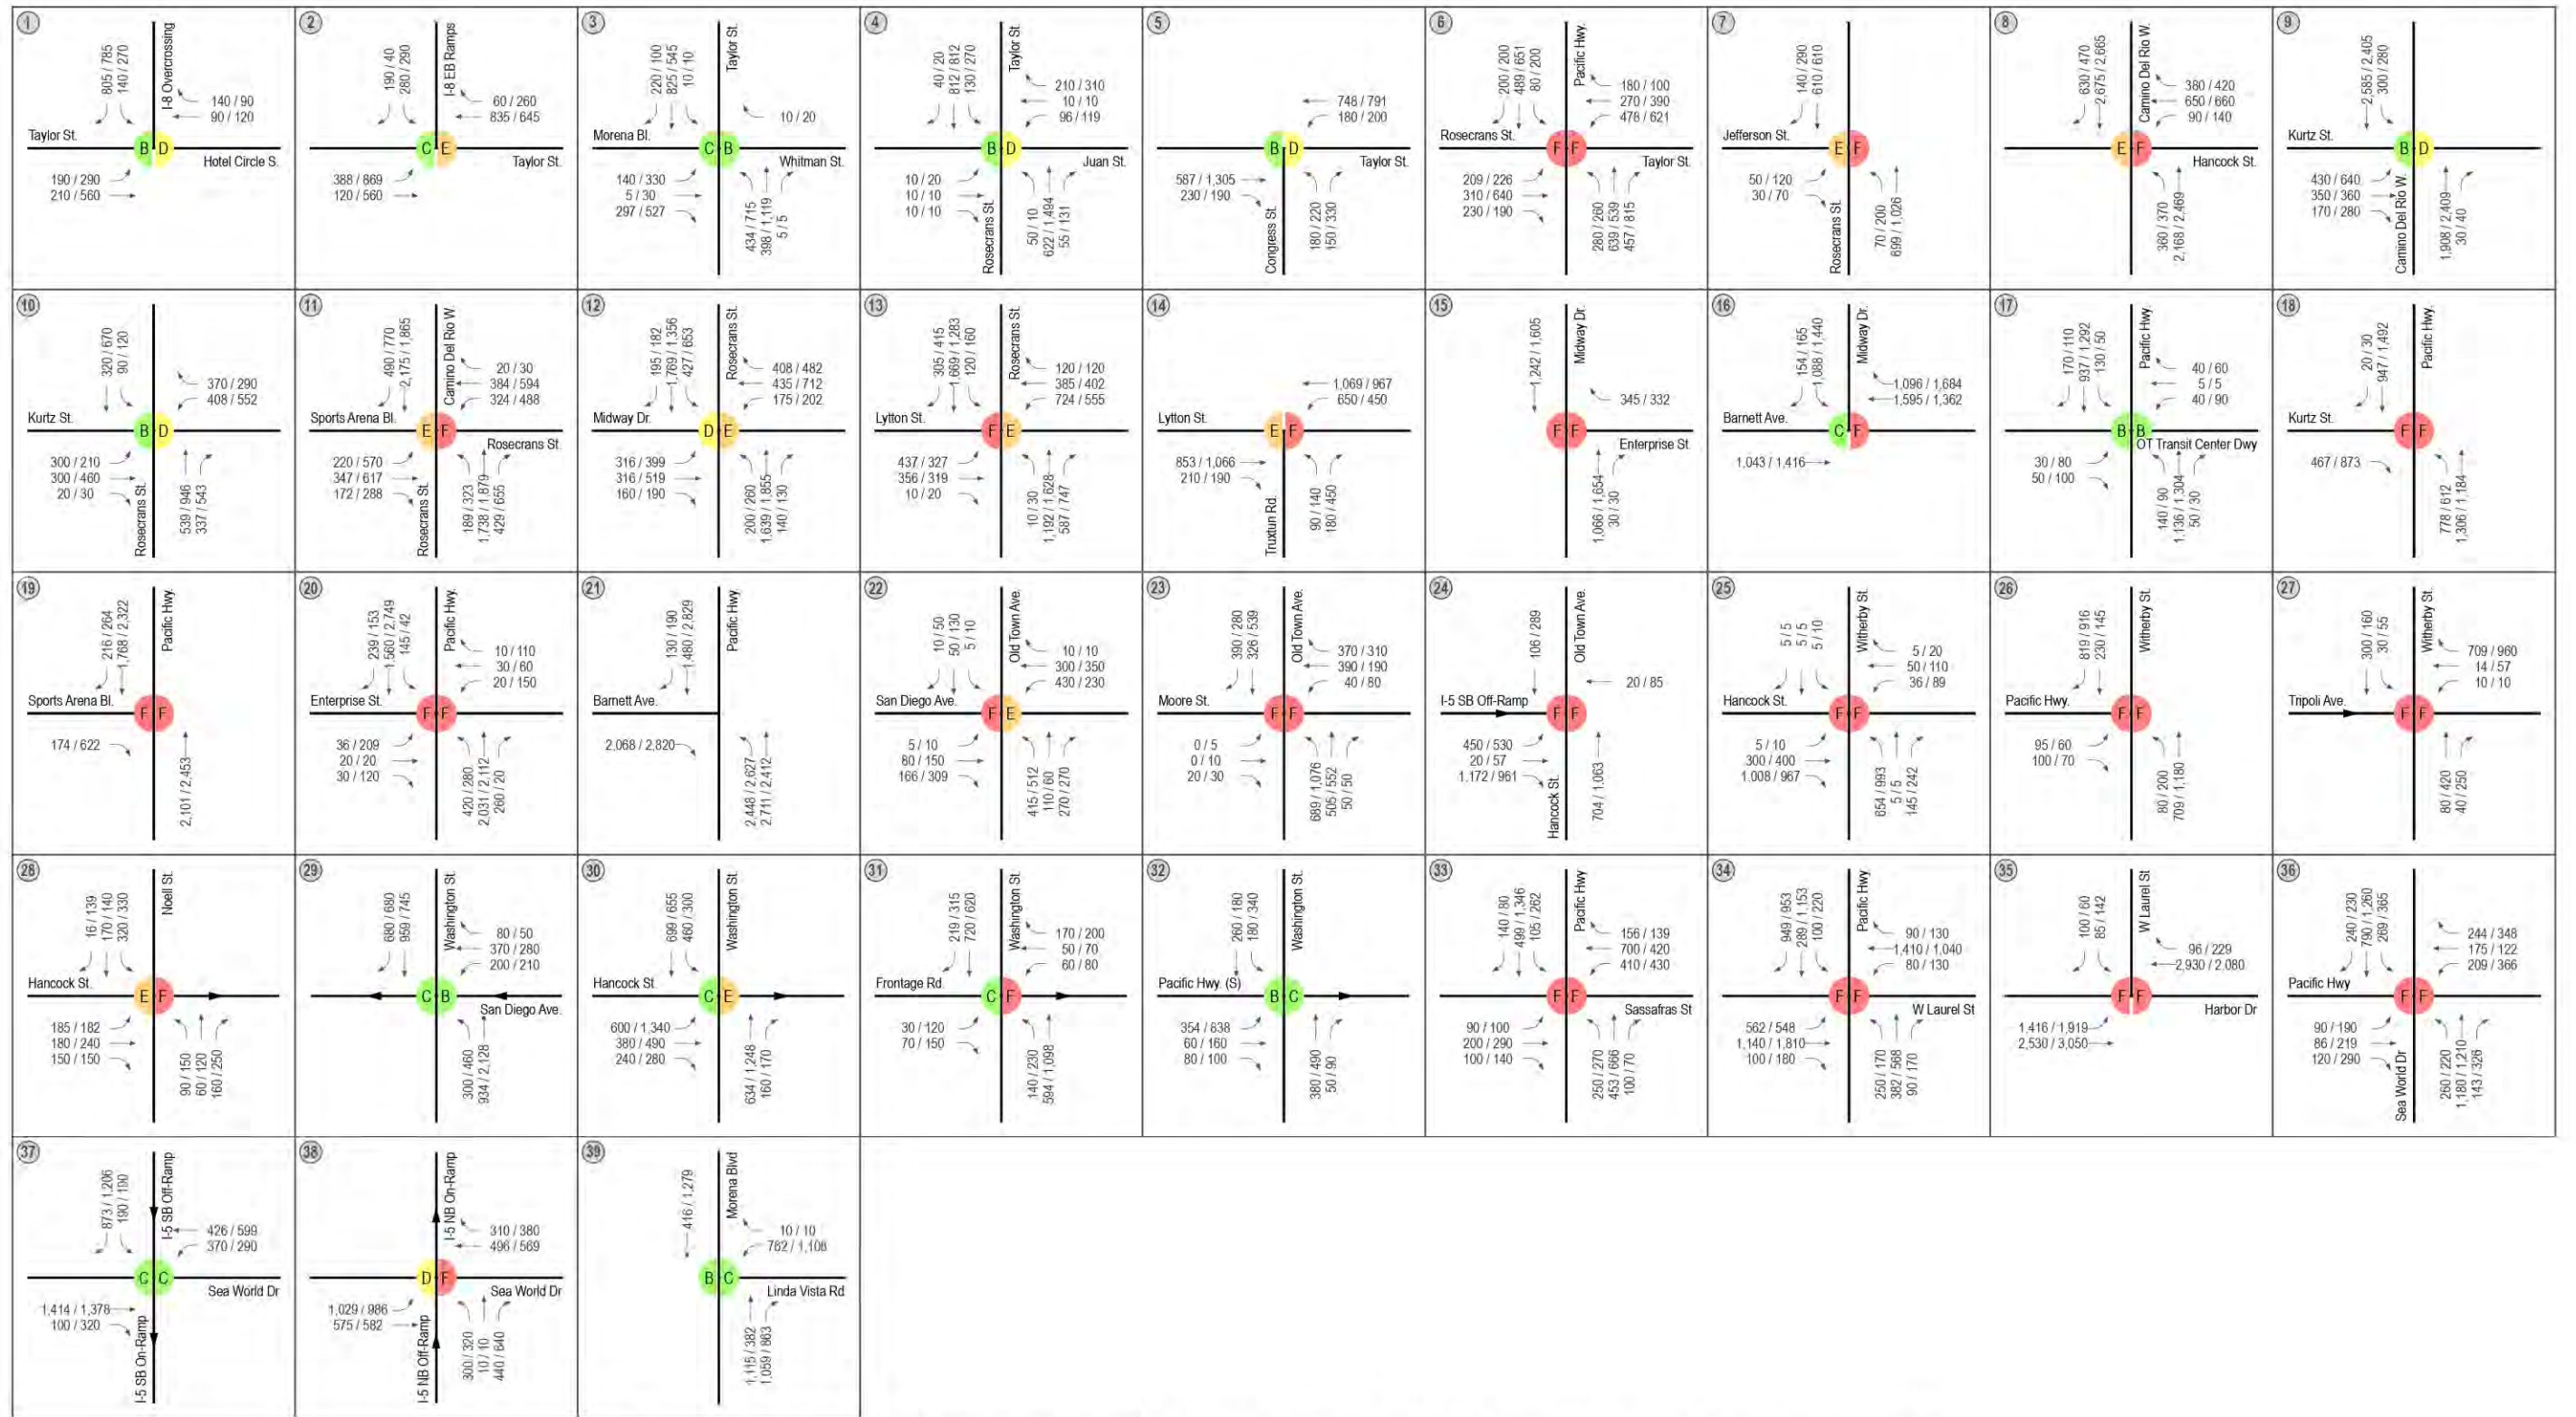 1
805 / 785
140 / 270
I-8 Overcrossing
140 / 90
90 / 120
Taylor St.
B D
Hotel Circle S.
190 / 290
210 / 560
2
190 / 40
280 / 290
I-8 EB Ramps
60 / 260
835 / 645
C E
Taylor St.
388 / 869
120 / 560
3
220 / 100
825 / 545
10 / 10
Taylor St.
10 / 20
Morena Bl.
C B
Whitman St.
140 / 330
5 / 30
297 / 527
434 / 715
398 / 1,119
5 / 5
4
40 / 20
812 / 812
130 / 270
Taylor St.
210 / 310
10 / 10
96 / 119
B D
Juan St.
10 / 20
10 / 10
10 / 10
Rosecrans St.
50 / 10
622 / 1,494
55 / 131
5
748 / 791
180 / 200
B D
Taylor St.
587 / 1,305
230 / 190
Congress St.
180 / 220
150 / 330
6
200 / 200
489 / 651
80 / 200
Pacific Hwy.
180 / 100
270 / 390
478 / 621
Rosecrans St.
F F
Taylor St.
209 / 226
310 / 640
230 / 190
280 / 260
639 / 539
457 / 815
7
140 / 290
610 / 610
Jefferson St.
E F
50 / 120
30 / 70
Rosecrans St.
70 / 200
699 / 1,026
8
630 / 470
2,675 / 2,665
Camino Del Rio W.
380 / 420
650 / 660
90 / 140
E F
Hancock St.
360 / 370
2,168 / 2,469
9
2,585 / 2,405
300 / 280
Kurtz St.
B D
430 / 640
350 / 360
170 / 280
Camino Del Rio W.
1,908 / 2,409
30 / 40
10
320 / 670
90 / 120
370 / 290
408 / 552
Kurtz St.
B D
300 / 210
300 / 460
20 / 30
Rosecrans St.
539 / 946
337 / 543
11
490 / 770
2,175 / 1,865
Camino Del Rio W.
20 / 30
384 / 594
324 / 488
Sports Arena Bl.
E F
Rosecrans St.
220 / 570
347 / 617
172 / 288
Rosecrans St.
189 / 323
1,738 / 1,879
429 / 655
12
195 / 182
1,769 / 1,356
427 / 653
Rosecrans St.
408 / 482
435 / 712
175 / 202
Midway Dr.
D E
316 / 399
316 / 519
160 / 190
200 / 260
1,639 / 1,855
140 / 130
13
305 / 415
1,669 / 1,283
120 / 160
Rosecrans St.
120 / 120
385 / 402
724 / 555
Lytton St.
F E
437 / 327
356 / 319
10 / 20
10 / 30
1,192 / 1,628
587 / 747
14
1,069 / 967
650 / 450
Lytton St.
E F
853 / 1,066
210 / 190
Truxtun Rd.
90 / 140
180 / 450
15
1,242 / 1,605
Midway Dr.
345 / 332
F F
Enterprise St.
1,066 / 1,654
30 / 30
16
154 / 165
1,088 / 1,440
Midway Dr.
1,096 / 1,684
1,595 / 1,362
Barnett Ave.
C F
1,043 / 1,416
17
170 / 110
937 / 1,292
130 / 50
Pacific Hwy.
40 / 60
5 / 5
40 / 90
B B
OT Transit Center Dwy
30 / 80
50 / 100
140 / 90
1,136 / 1,304
50 / 30
18
20 / 30
947 / 1,492
Pacific Hwy.
Kurtz St.
F F
467 / 873
778 / 612
1,306 / 1,184
19
216 / 264
1,768 / 2,322
Pacific Hwy.
Sports Arena Bl.
F F
174 / 622
2,101 / 2,453
20
239 / 153
1,560 / 2,749
145 / 42
Pacific Hwy.
10 / 110
30 / 60
20 / 150
Enterprise St.
F F
36 / 209
20 / 20
30 / 120
420 / 280
2,031 / 2,112
260 / 20
21
130 / 190
1,480 / 2,829
Pacific Hwy.
Barnett Ave.
2,068 / 2,820
2,448 / 2,627
2,711 / 2,412
22
10 / 50
50 / 130
5 / 10
Old Town Ave.
10 / 10
300 / 350
430 / 230
San Diego Ave.
F E
5 / 10
60 / 150
166 / 309
415 / 512
110 / 60
270 / 270
23
390 / 280
326 / 539
Old Town Ave.
370 / 310
390 / 190
40 / 80
Moore St.
F F
0 / 5
0 / 10
20 / 30
689 / 1,076
505 / 552
50 / 50
24
106 / 289
Old Town Ave.
20 / 85
I-5 SB Off-Ramp
F F
450 / 530
20 / 57
1,172 / 961
Hancock St.
704 / 1,063
25
5 / 5
5 / 5
5 / 10
Witherby St.
5 / 20
50 / 110
36 / 89
Hancock St.
F F
5 / 10
300 / 400
1,008 / 967
654 / 993
5 / 5
145 / 242
26
819 / 916
230 / 145
Witherby St.
Pacific Hwy.
F F
95 / 60
100 / 70
80 / 200
709 / 1,180
27
300 / 160
30 / 55
Witherby St.
709 / 960
14 / 57
10 / 10
Tripoli Ave.
F F
80 / 420
40 / 250
28
16 / 139
170 / 140
320 / 330
Noell St
Hancock St.
E F
185 / 182
180 / 240
150 / 150
90 / 150
60 / 120
160 / 250
29
680 / 680
959 / 745
Washington St.
80 / 50
370 / 280
200 / 210
C B
San Diego Ave.
300 / 460
934 / 2,128
30
699 / 655
460 / 300
Washington St.
Hancock St.
C E
600 / 1,340
380 / 490
240 / 280
634 / 1,248
160 / 170
31
219 / 315
720 / 620
Washington St.
170 / 200
50 / 70
60 / 80
Frontage Rd.
C F
30 / 120
70 / 150
140 / 230
594 / 1,098
32
260 / 180
180 / 340
Washington St.
Pacific Hwy. (S)
B C
354 / 838
60 / 160
80 / 100
380 / 490
50 / 90
33
140 / 80
499 / 1,346
105 / 262
Pacific Hwy
156 / 139
700 / 420
410 / 430
F F
Sassafras St
90 / 100
200 / 290
100 / 140
250 / 270
453 / 666
100 / 70
34
949 / 953
289 / 1,153
100 / 220
Pacific Hwy.
90 / 130
1,410 / 1,040
80 / 130
F F
W Laurel St
562 / 548
1,140 / 1,810
100 / 180
250 / 170
382 / 568
90 / 170
35
100 / 60
85 / 142
W Laurel St
96 / 229
2,930 / 2,080
F F
Harbor Dr
1,416 / 1,919
2,530 / 3,050
36
240 / 230
790 / 1,260
269 / 365
244 / 348
175 / 122
209 / 366
Pacific Hwy
F F
90 / 190
86 / 219
120 / 290
Sea World Dr
260 / 220
1,180 / 1,210
143 / 326
37
873 / 1,206
190 / 190
I-5 SB Off-Ramp
426 / 599
370 / 290
C C
Sea World Dr
1,414 / 1,378
100 / 320
I-5 SB On-Ramp
38
I-5 NB On-Ramp
310 / 380
496 / 569
D F
Sea World Dr
1,029 / 986
575 / 582
I-5 NB Off-Ramp
300 / 320
10 / 10
440 / 640
39
416 / 1,279
Morena Blvd
10 / 10
762 / 1,108
B C
Linda Vista Rd
1,115 / 382
1,059 / 863